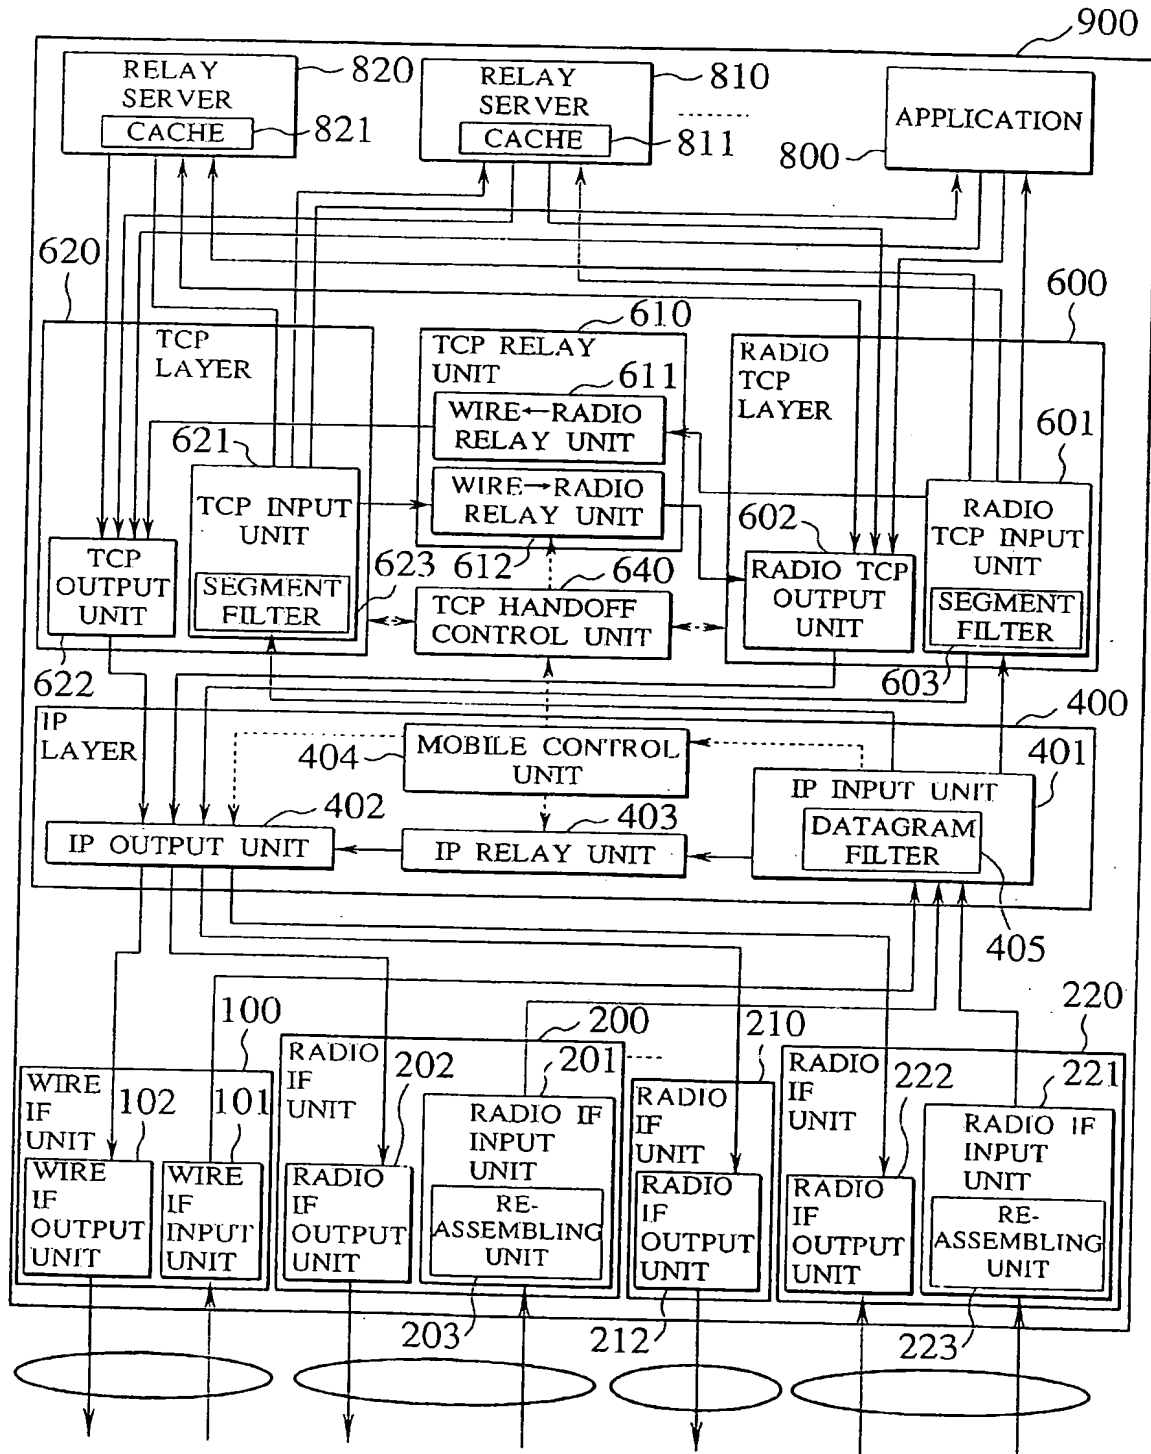 900
RELAY
SERVER
CACHE
820
821
RELAY
SERVER
CACHE
810
811
APPLICATION
800
620
TCP
LAYER
610
TCP RELAY
UNIT
611
WIRE←RADIO
RELAY UNIT
WIRE→RADIO
RELAY UNIT
612
600
RADIO
TCP
LAYER
601
621
TCP INPUT
UNIT
SEGMENT
FILTER
623
TCP
OUTPUT
UNIT
622
640
TCP HANDOFF
CONTROL UNIT
602
RADIO TCP
OUTPUT
UNIT
RADIO
TCP INPUT
UNIT
SEGMENT
FILTER
603
400
IP
LAYER
404
MOBILE CONTROL
UNIT
401
IP INPUT UNIT
DATAGRAM
FILTER
405
402
IP OUTPUT UNIT
403
IP RELAY UNIT
100
WIRE
IF
UNIT
102
101
WIRE
IF
OUTPUT
UNIT
WIRE
IF
INPUT
UNIT
200
RADIO
IF
UNIT
202
201
RADIO IF
INPUT
UNIT
RE-
ASSEMBLING
UNIT
203
RADIO
IF
OUTPUT
UNIT
210
RADIO
IF
UNIT
RADIO
IF
OUTPUT
UNIT
212
220
RADIO
IF
UNIT
222
221
RADIO IF
INPUT
UNIT
RE-
ASSEMBLING
UNIT
223
RADIO
IF
OUTPUT
UNIT